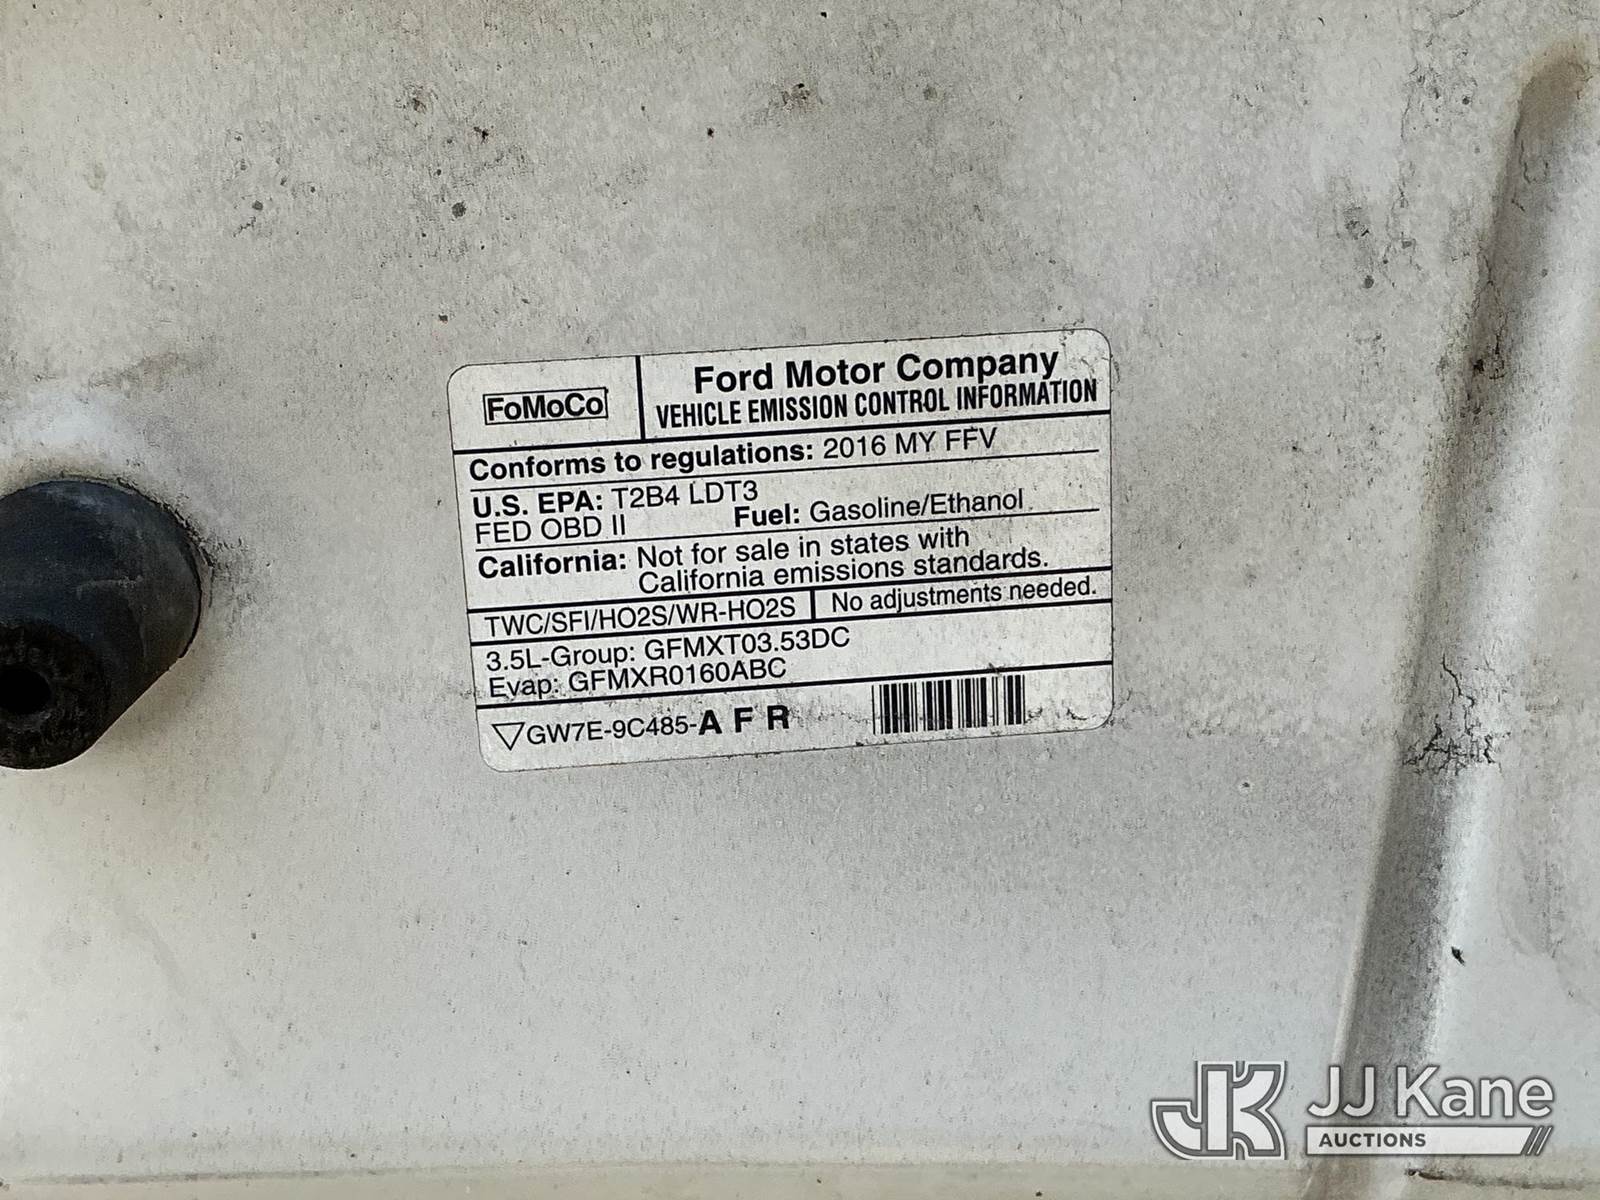 FoMoCo
Ford Motor Company
VEHICLE EMISSION CONTROL INFORMATION
Conforms to regulations: 2016 MY FFV
U.S. EPA: T2B4 LDT3
FED OBD II Fuel: Gasoline/Ethanol
California: Not for sale in states with
California emissions standards.
TWC/SFI/HO2S/WR-HO2S No adjustments needed.
3.5L-Group: GFMXT03.53DC
Evap: GFMXR0160ABC
GW7E-9C485-A F R
JK JJ Kane
AUCTIONS